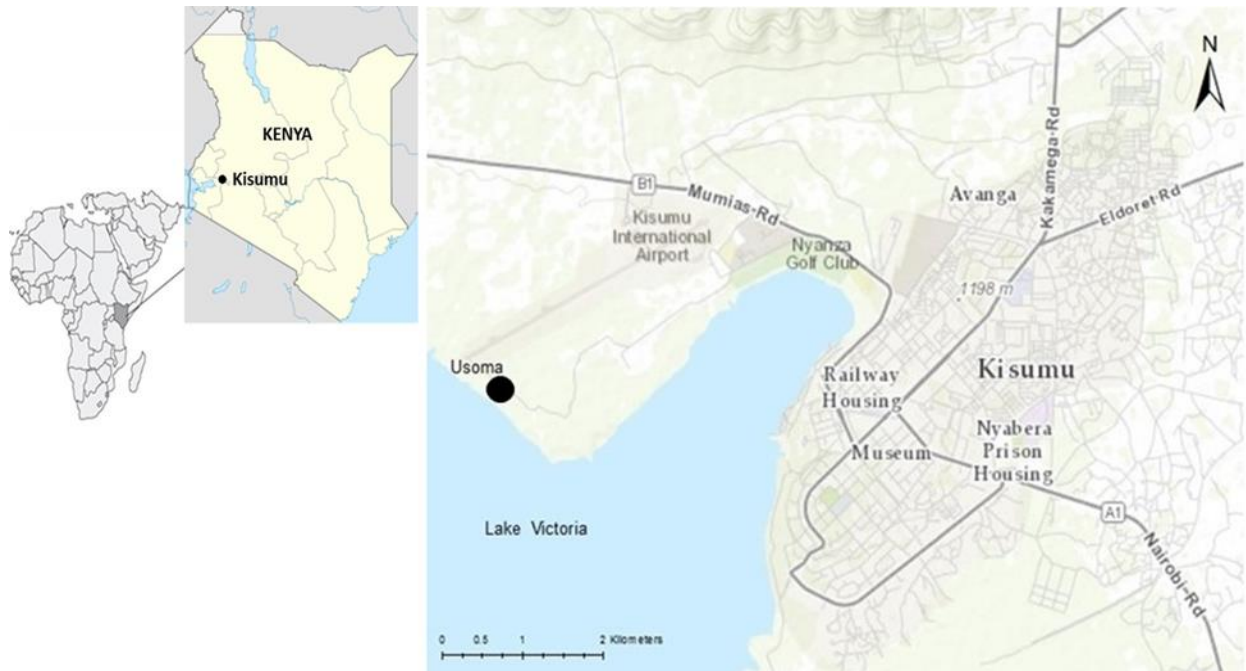 KENYA
Kisumu
N
B1
Mumias-Rd
Kisumu
International
Airport
Nyanza
Golf Club
Avanga
Kakamega-Rd
Eldoret-Rd
1198 m
Usoma
Railway
Housing
Kisumu
Museum
Nyabera
Prison
Housing
A1
Nairobi-Rd
Lake Victoria
0 0.5 1 2 Kilometers